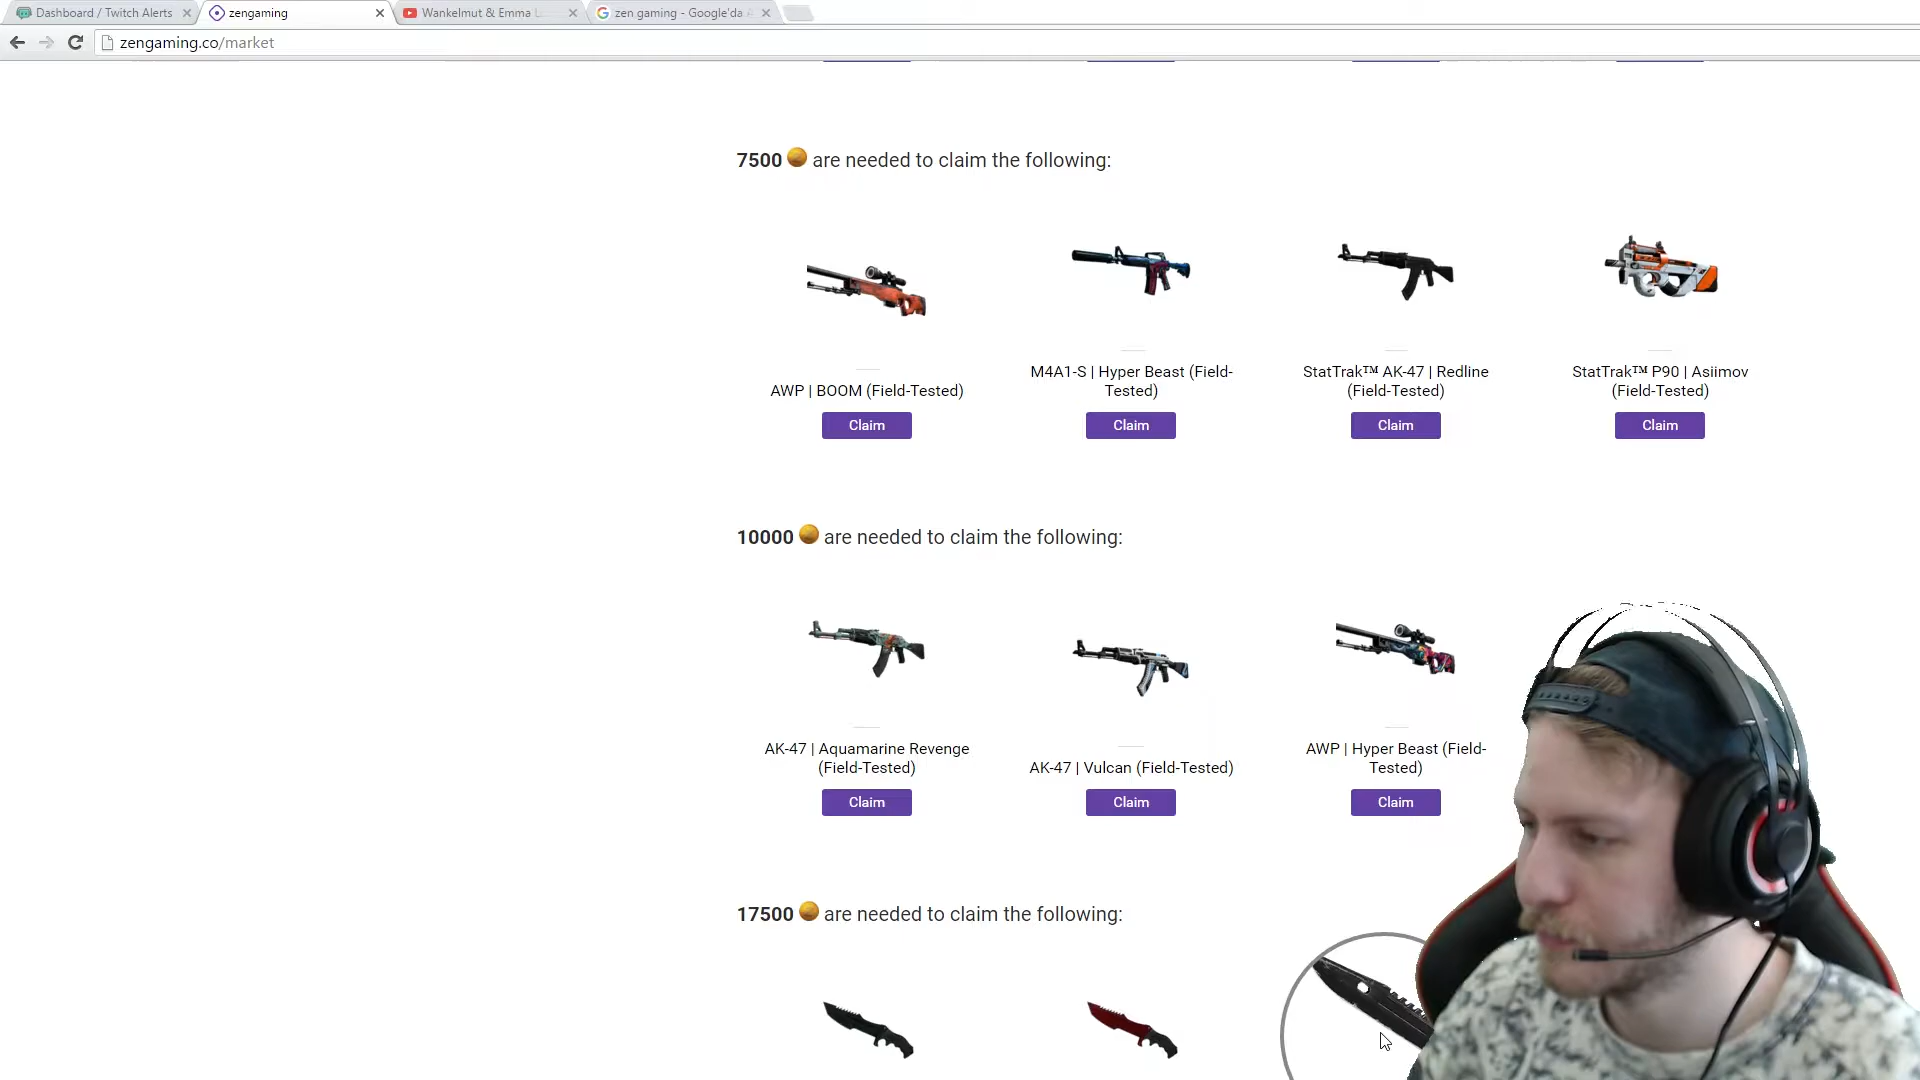 Dashboard / Twitch Alerts
zengaming
Wankelmut & Emma L
zen gaming - Google'da A
zengaming.co/market
7500 are needed to claim the following:
AWP | BOOM (Field-Tested)
Claim
M4A1-S | Hyper Beast (Field-
Tested)
Claim
StatTrak™ AK-47 | Redline
(Field-Tested)
Claim
StatTrak™ P90 | Asiimov
(Field-Tested)
Claim
10000 are needed to claim the following:
AK-47 | Aquamarine Revenge
(Field-Tested)
Claim
AK-47 | Vulcan (Field-Tested)
Claim
AWP | Hyper Beast (Field-
Tested)
Claim
17500 are needed to claim the following: